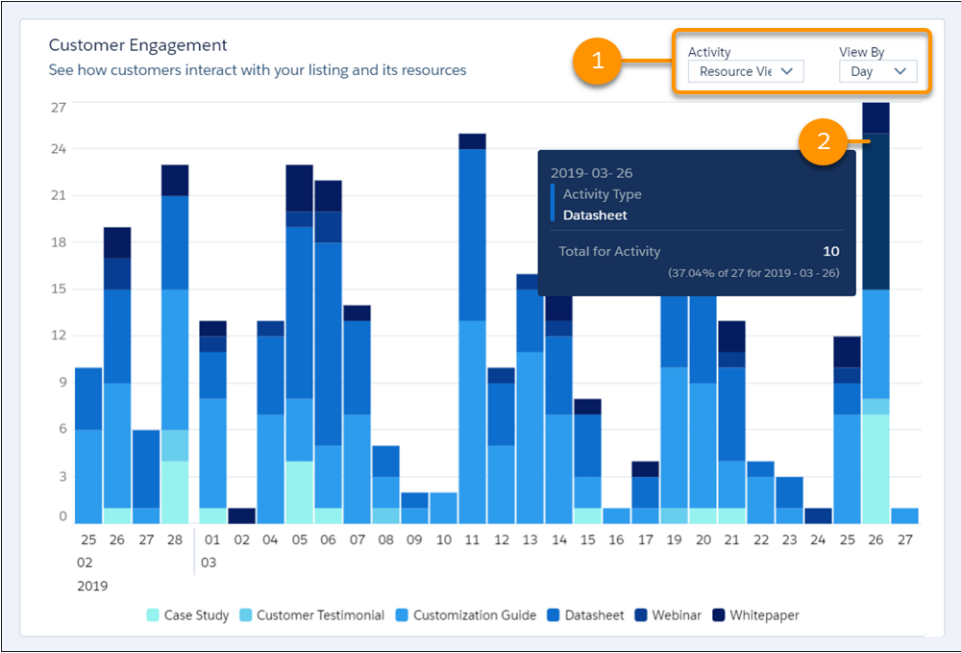 Customer Engagement
See how customers interact with your listing and its resources
1
Activity
View By
Resource Vie
Day
27
24
21
18
15
12
9
6
3
0
2
2019- 03- 26
Activity Type
Datasheet
Total for Activity 10
(37.04% of 27 for 2019 - 03 - 26)
25 26 27 28 01 02 04 05 06 07 08 09 10 11 12 13 14 15 16 17 19 20 21 22 23 24 25 26 27
02 03
2019
Case Study Customer Testimonial Customization Guide Datasheet Webinar Whitepaper